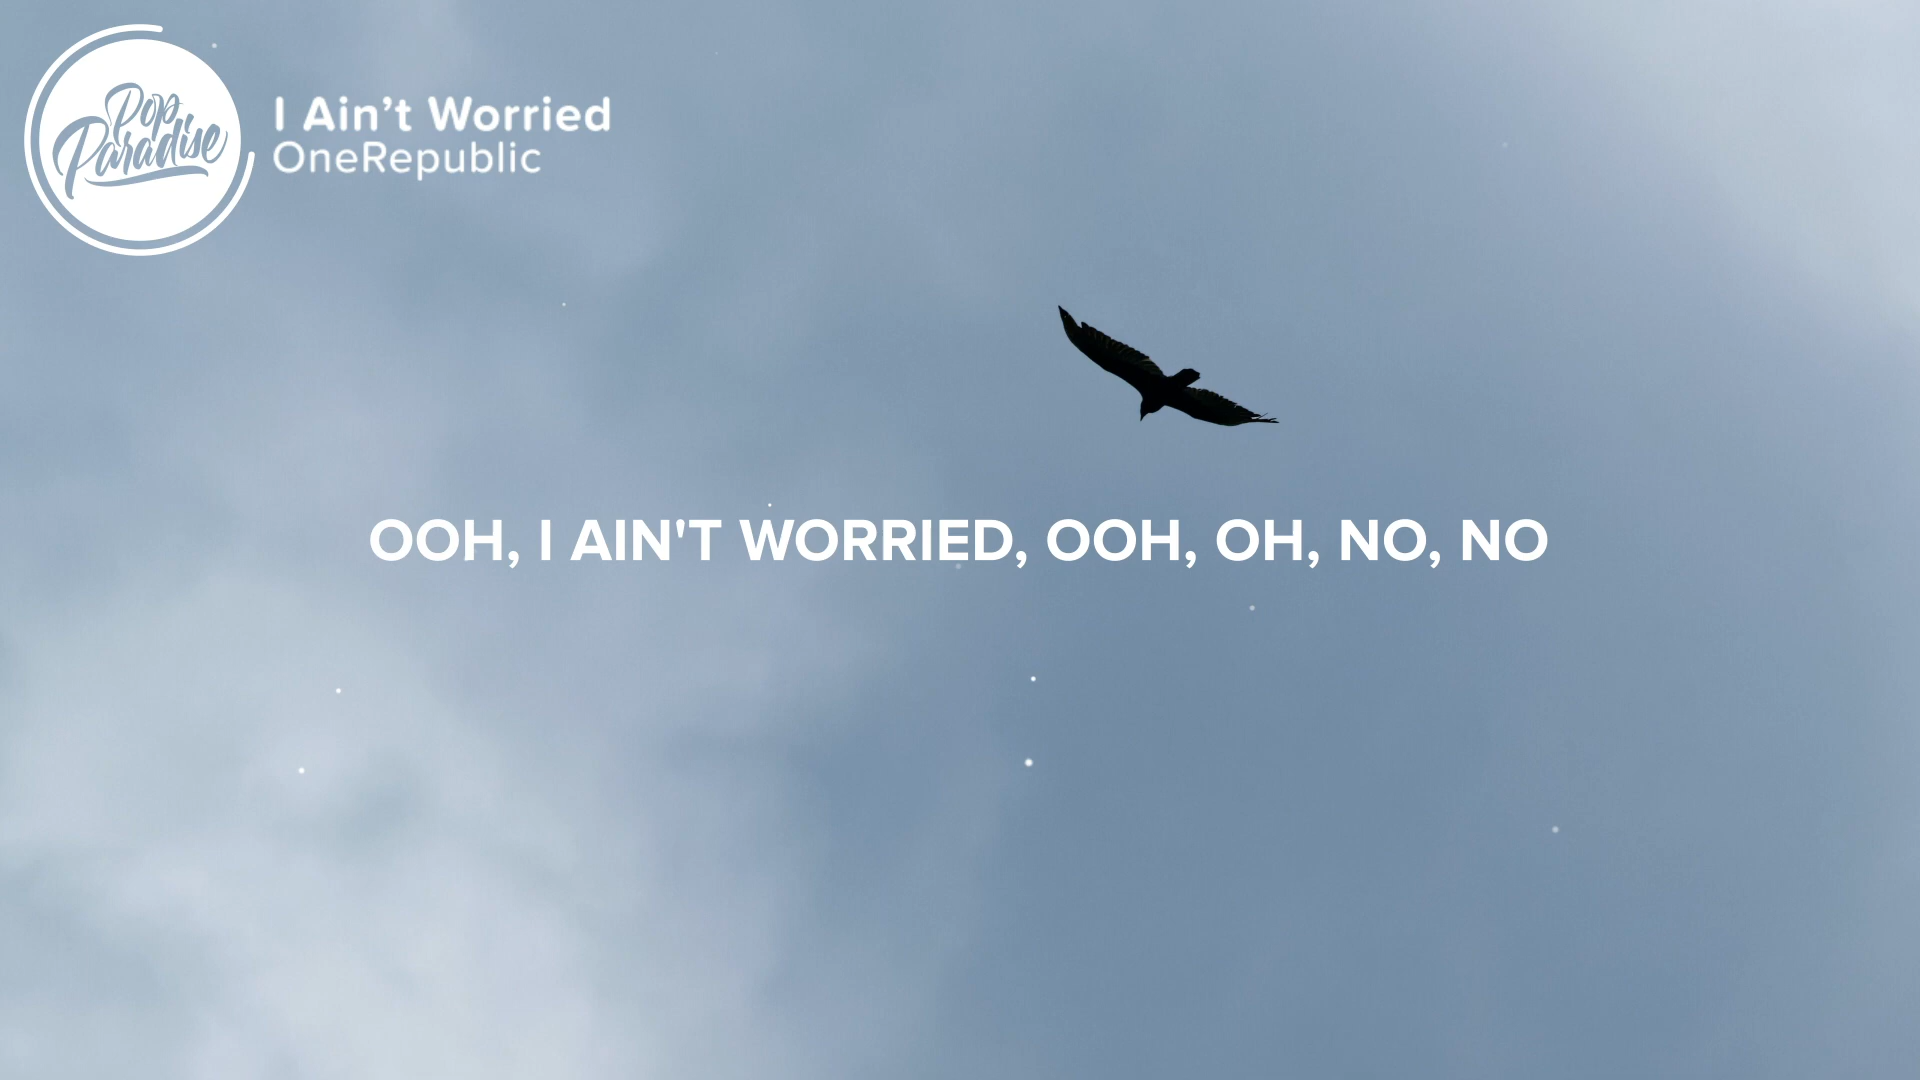 Pop
Paradise
I Ain't Worried
OneRepublic
OOH, I AIN'T WORRIED, OOH, OH, NO, NO